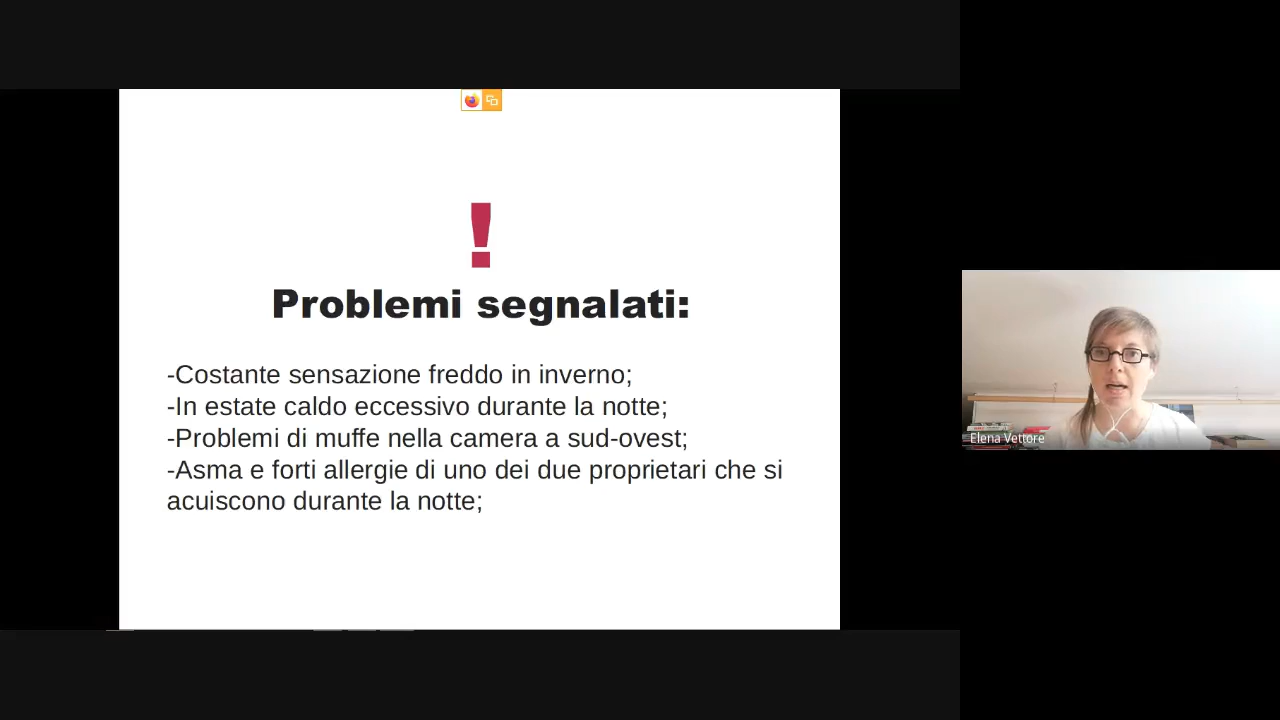 !
Problemi segnalati:
-Costante sensazione freddo in inverno;
-In estate caldo eccessivo durante la notte;
-Problemi di muffe nella camera a sud-ovest;
-Asma e forti allergie di uno dei due proprietari che si
acuiscono durante la notte;
Elena Vettore